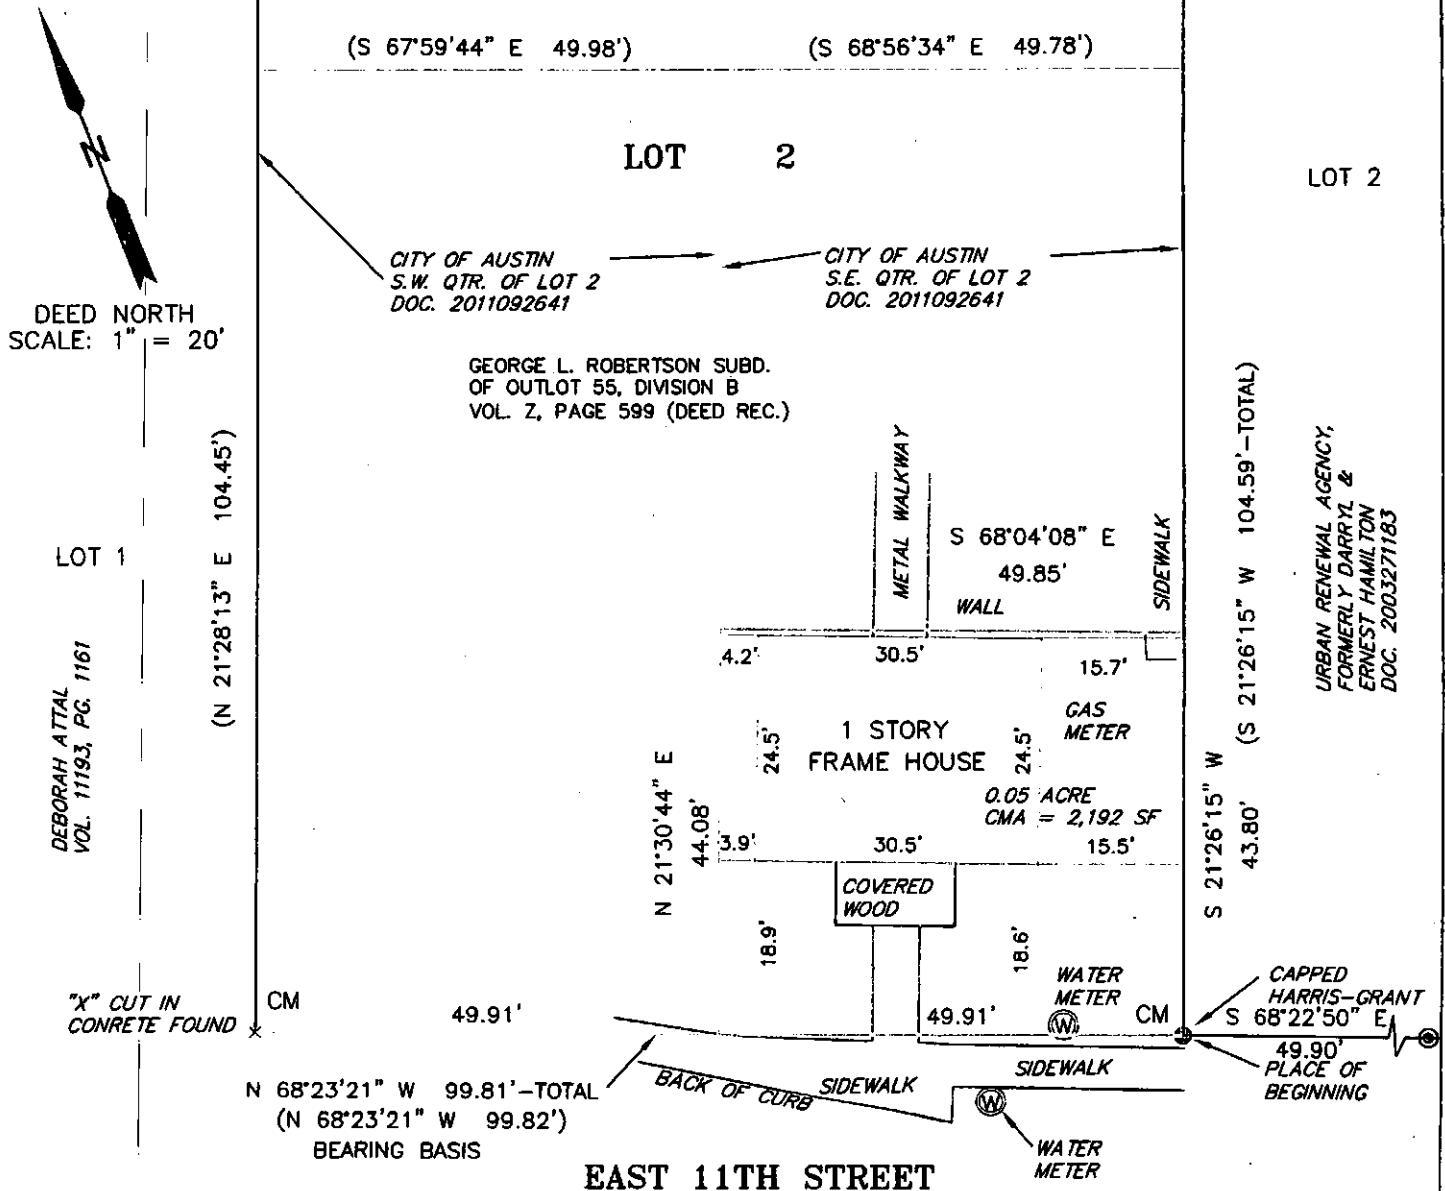 (S 67°59'44" E 49.98')
(S 68°56'34" E 49.78')
N
LOT 2
LOT 2
CITY OF AUSTIN
S.W. QTR. OF LOT 2
DOC. 2011092641
CITY OF AUSTIN
S.E. QTR. OF LOT 2
DOC. 2011092641
DEED NORTH
SCALE: 1" = 20'
GEORGE L. ROBERTSON SUBD.
OF OUTLOT 55, DIVISION B
VOL. Z, PAGE 599 (DEED REC.)
(N 21°28'13" E 104.45')
METAL WALKWAY
S 68°04'08" E
49.85'
WALL
SIDEWALK
(S 21°26'15" W 104.59'-TOTAL)
URBAN RENEWAL AGENCY,
FORMERLY DARRYL &
ERNEST HAMILTON
DOC. 2003271183
LOT 1
DEBORAH ATTAL
VOL. 11193, PG. 1161
4.2'
30.5'
15.7'
GAS
METER
1 STORY
FRAME HOUSE
24.5'
24.5'
0.05 ACRE
CMA = 2,192 SF
N 21°30'44" E
44.08'
S 21°26'15" W
43.80'
3.9'
30.5'
15.5'
COVERED
WOOD
18.9'
18.6'
WATER
METER
W
CM
CAPPED
HARRIS-GRANT
S 68°22'50" E
49.90'
PLACE OF
BEGINNING
"X" CUT IN
CONRETE FOUND
CM
49.91'
49.91'
N 68°23'21" W 99.81'-TOTAL
(N 68°23'21" W 99.82')
BEARING BASIS
BACK OF CURB
SIDEWALK
SIDEWALK
W
WATER
METER
EAST 11TH STREET